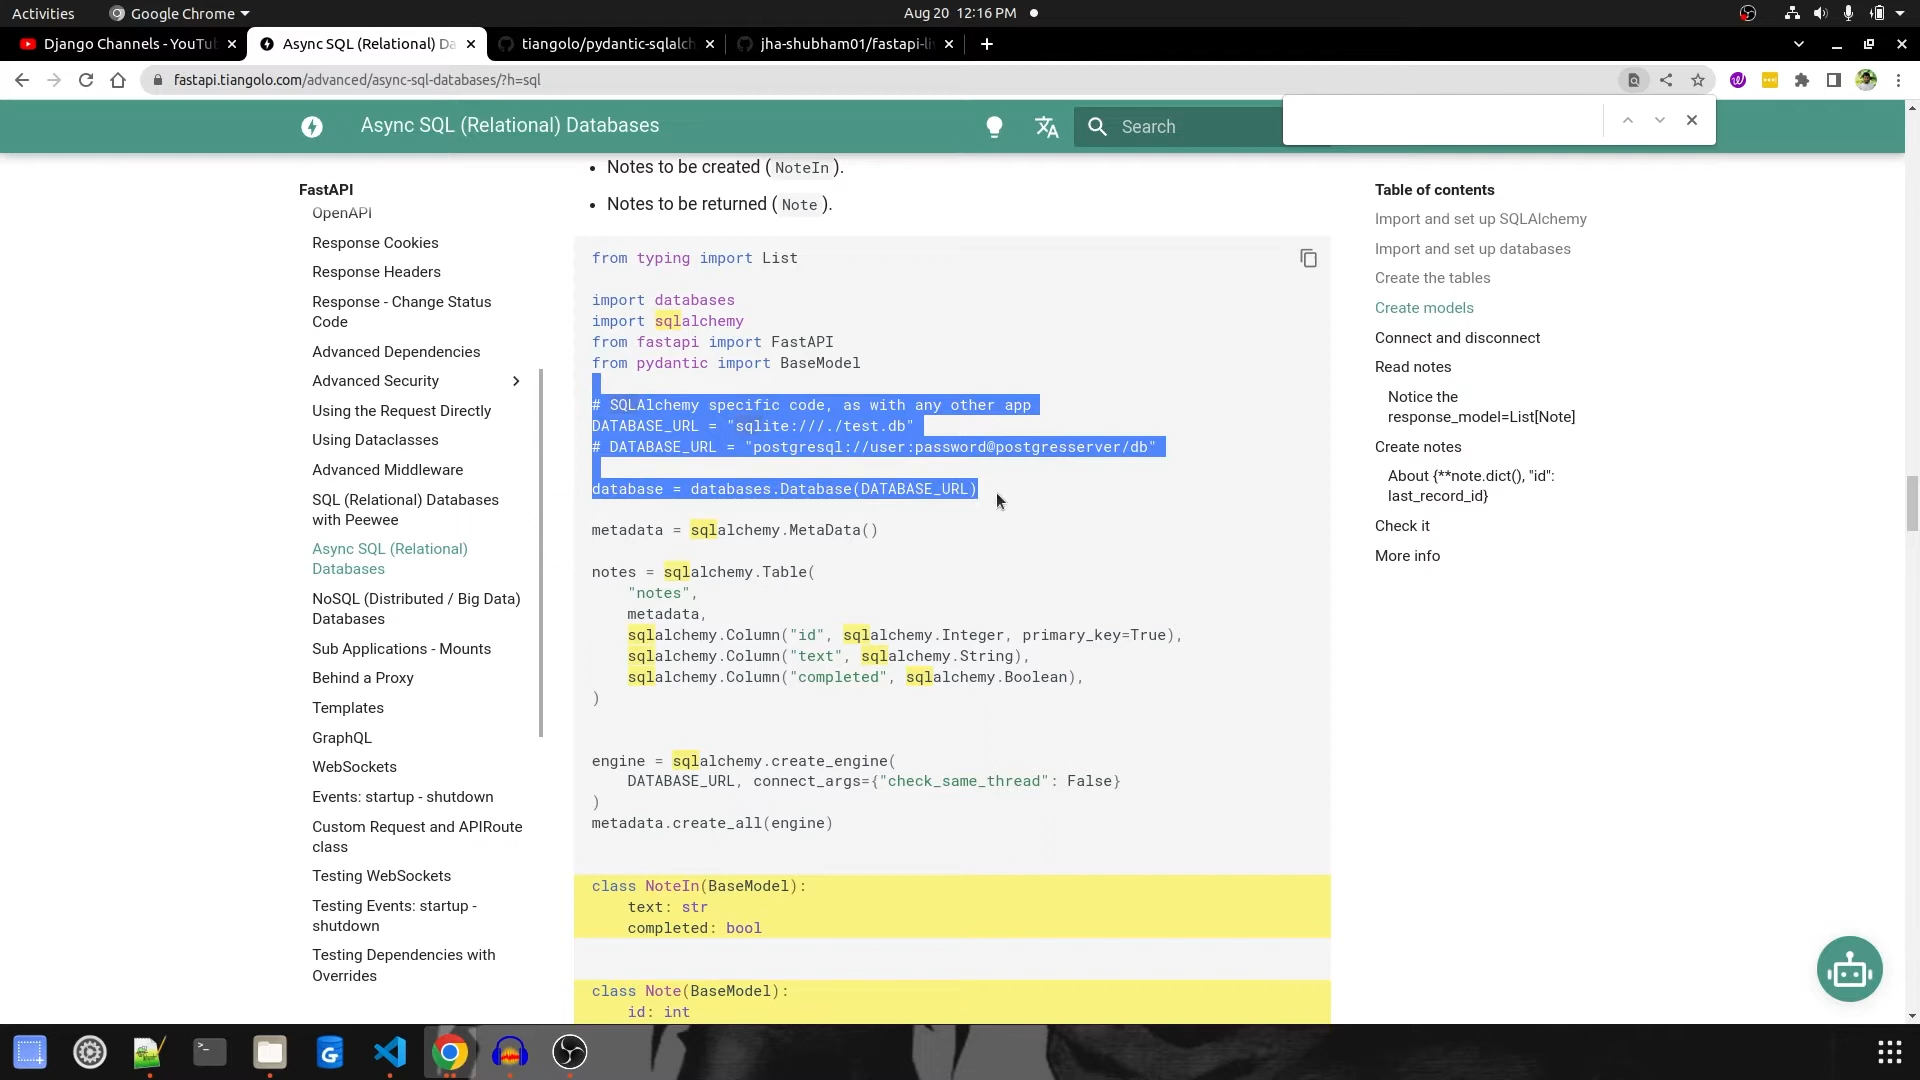 Activities
Google Chrome
Aug 20 12:16 PM
Django Channels - YouTu
Async SQL (Relational) Da
tiangolo/pydantic-sqlalch
jha-shubham01/fastapi-li
fastapi.tiangolo.com/advanced/async-sql-databases/?h=sql
Async SQL (Relational) Databases
Search
FastAPI
OpenAPI
Response Cookies
Response Headers
Response - Change Status
Code
Advanced Dependencies
Advanced Security
Using the Request Directly
Using Dataclasses
Advanced Middleware
SQL (Relational) Databases
with Peewee
Async SQL (Relational)
Databases
NoSQL (Distributed / Big Data)
Databases
Sub Applications - Mounts
Behind a Proxy
Templates
GraphQL
WebSockets
Events: startup - shutdown
Custom Request and APIRoute
class
Testing WebSockets
Testing Events: startup -
shutdown
Testing Dependencies with
Overrides
• Notes to be created ( NoteIn ).
• Notes to be returned ( Note ).
from typing import List
import databases
import sqlalchemy
from fastapi import FastAPI
from pydantic import BaseModel
# SQLAlchemy specific code, as with any other app
DATABASE_URL = "sqlite:///./test.db"
# DATABASE_URL = "postgresql://user:password@postgresserver/db"
database = databases.Database(DATABASE_URL)
metadata = sqlalchemy.MetaData()
notes = sqlalchemy.Table(
"notes",
metadata,
sqlalchemy.Column("id", sqlalchemy.Integer, primary_key=True),
sqlalchemy.Column("text", sqlalchemy.String),
sqlalchemy.Column("completed", sqlalchemy.Boolean),
)
engine = sqlalchemy.create_engine(
DATABASE_URL, connect_args={"check_same_thread": False}
)
metadata.create_all(engine)
class NoteIn(BaseModel):
text: str
completed: bool
class Note(BaseModel):
id: int
Table of contents
Import and set up SQLAlchemy
Import and set up databases
Create the tables
Create models
Connect and disconnect
Read notes
Notice the
response_model=List[Note]
Create notes
About {**note.dict(), "id":
last_record_id}
Check it
More info